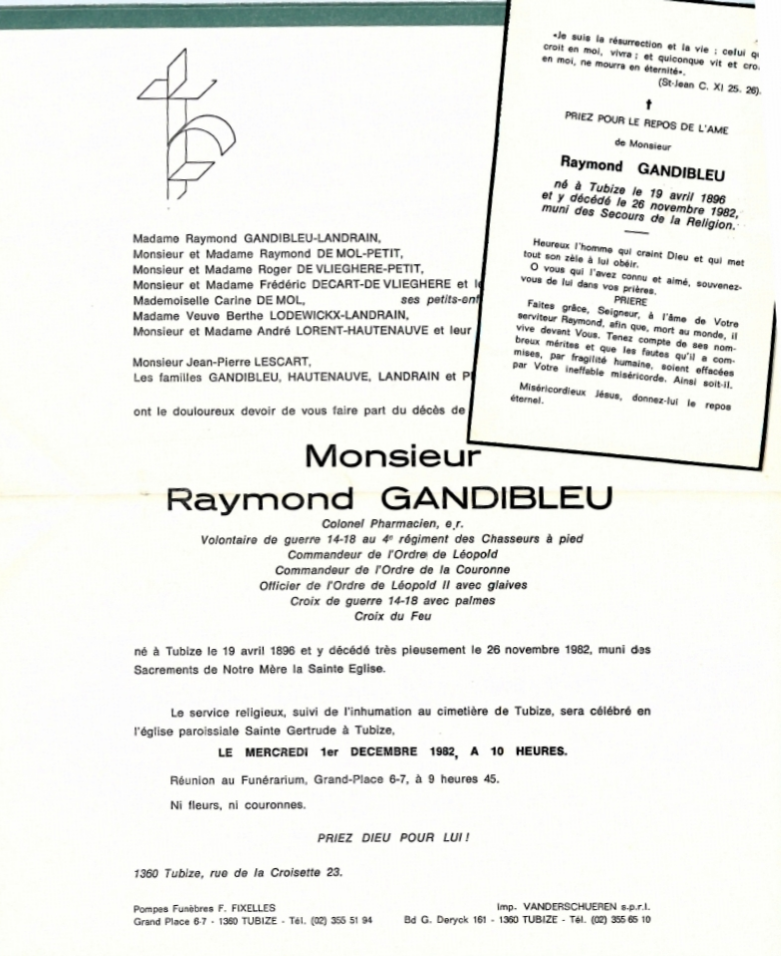 Madame Raymond GANDIBLEU-LANDRAIN,
Monsieur et Madame Raymond DE MOL-PETIT,
Monsieur et Madame Roger DE VLIEGHERE-PETIT,
Monsieur et Madame Frédéric DECART-DE VLIEGHERE et
Mademoiselle Carine DE MOL, ses
Madame Veuve Berthe LODEWICKX-LANDRAIN,
Monsieur et Madame André LORENT-HAUTENAUVE et leur
Monsieur Jean-Pierre LESCART,
Les familles GANDIBLEU, HAUTENAUVE, LANDRAIN et
ont le douloureux devoir de vous faire part du décès de
Monsieur
Raymond GANDIBLEU
Colonel Pharmacien, e.r.
Volontaire de guerre 14-18 au 4e régiment des Chasseurs à pied
Commandeur de l'Ordre de Léopold
Commandeur de l'Ordre de la Couronne
Officier de l'Ordre de Léopold II avec glaives
Croix de guerre 14-18 avec palmes
Croix du Feu
né à Tubize le 19 avril 1896 et y décédé très pieusement le 26 novembre 1982, muni des
Sacrements de Notre Mère la Sainte Eglise.
Le service religieux, suivi de l'inhumation au cimetière de Tubize, sera célébré en
l'église paroissiale Sainte Gertrude à Tubize,
LE MERCREDI 1er DECEMBRE 1982, A 10 HEURES.
Réunion au Funérarium, Grand-Place 6-7, à 9 heures 45.
Ni fleurs, ni couronnes.
PRIEZ DIEU POUR LUI !
1360 Tubize, rue de la Croisette 23.
Pompes Funèbres F. FIXELLES
Grand Place 6-7 - 1360 TUBIZE - Tél. (02) 355 51 94
Imp. VANDERSCHUEREN s.p.r.l.
Bd G. Deryck 161 - 1360 TUBIZE - Tél. (02) 355 65 10
«Je suis la résurrection et la vie ; celui
croit en moi, vivra ; et quiconque vit et
en moi, ne mourra en éternité».
(St-Jean C. XI 25. 26).
PRIEZ POUR LE REPOS DE L'AME
de Monsieur
Raymond GANDIBLEU
né à Tubize le 19 avril 1896
et y décédé le 26 novembre 1982,
muni des Secours de la Religion.
Heureux l'homme qui craint Dieu et qui met
tout son zèle à lui obéir.
O vous qui l'avez connu et aimé, souvenez-
vous de lui dans vos prières.
PRIERE
Faites grâce, Seigneur, à l'âme de Votre
serviteur Raymond, afin que, mort au monde, il
vive devant Vous. Tenez compte de ses nom-
breux mérites et que les fautes qu'il a com-
mises, par fragilité humaine, soient effacées
par Votre ineffable miséricorde. Ainsi soit-il.
Miséricordieux Jésus, donnez-lui le repos
éternel.